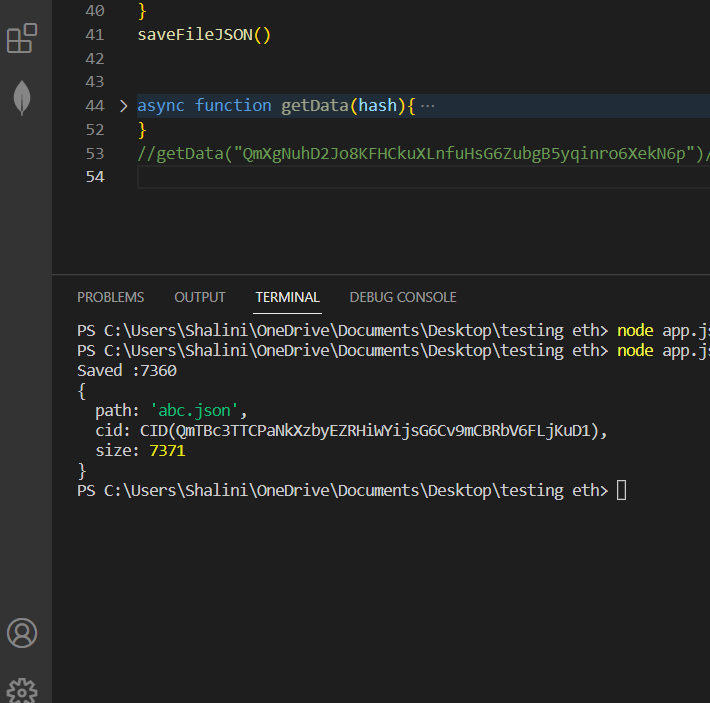 40 }
41 saveFileJSON()
42
43
44 async function getData(hash){ ···
52 }
53 //getData("QmXgNuhD2Jo8KFHCkuXLnfuHsG6ZubgB5yqinro6XekN6p")/
54
PROBLEMS OUTPUT TERMINAL DEBUG CONSOLE
PS C:\Users\Shalini\OneDrive\Documents\Desktop\testing eth> node app.js
PS C:\Users\Shalini\OneDrive\Documents\Desktop\testing eth> node app.js
Saved :7360
{
  path: 'abc.json',
  cid: CID(QmTBc3TTCPaNkXzbyEZRHiWYijsG6Cv9mCBRbV6FLjKuD1),
  size: 7371
}
PS C:\Users\Shalini\OneDrive\Documents\Desktop\testing eth>